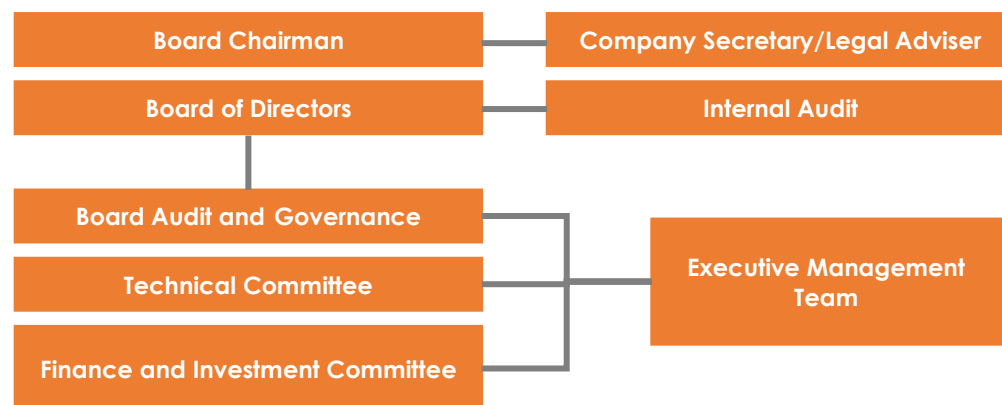 Board Chairman
Company Secretary/Legal Adviser
Board of Directors
Internal Audit
Board Audit and Governance
Technical Committee
Finance and Investment Committee
Executive Management
Team